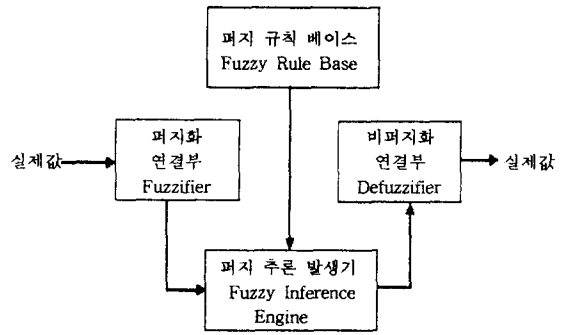 퍼지 규칙 베이스
Fuzzy Rule Base
퍼지화
연결부
Fuzzifier
비퍼지화
연결부
Defuzzifier
실제값
실제값
퍼지 추론 발생기
Fuzzy Inference
Engine